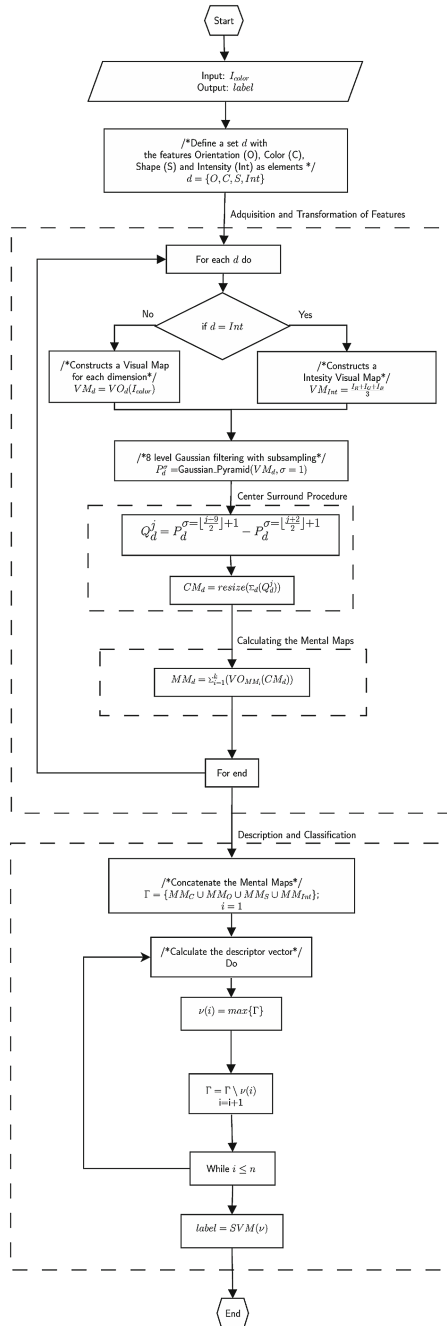 Start
Input: I_color
Output: label
/*Define a set d with
the features Orientation (O), Color (C),
Shape (S) and Intensity (Int) as elements */
d = {O, C, S, Int}
Adquisition and Transformation of Features
For each d do
No
Yes
if d = Int
/*Constructs a Visual Map
for each dimension*/
VM_d = VO_d(I_color)
/*Constructs a
Intesity Visual Map*/
VM_Int = (I_R+I_G+I_B)/3
/*8 level Gaussian filtering with subsampling*/
P_d^σ =Gaussian_Pyramid(VM_d, σ = 1)
Center Surround Procedure
Q_d^j = P_d^{σ=⌊(j−9)/2⌋+1} − P_d^{σ=⌊(j+2)/2⌋+1}
CM_d = resize(Σ_d(Q_d^j))
Calculating the Mental Maps
MM_d = Σ_{i=1}^k(VO_{MM_i}(CM_d))
For end
Description and Classification
/*Concatenate the Mental Maps*/
Γ = {MM_C ∪ MM_O ∪ MM_S ∪ MM_Int};
i = 1
/*Calculate the descriptor vector*/
Do
ν(i) = max{Γ}
Γ = Γ \ ν(i)
i=i+1
While i ≤ n
label = SVM(ν)
End